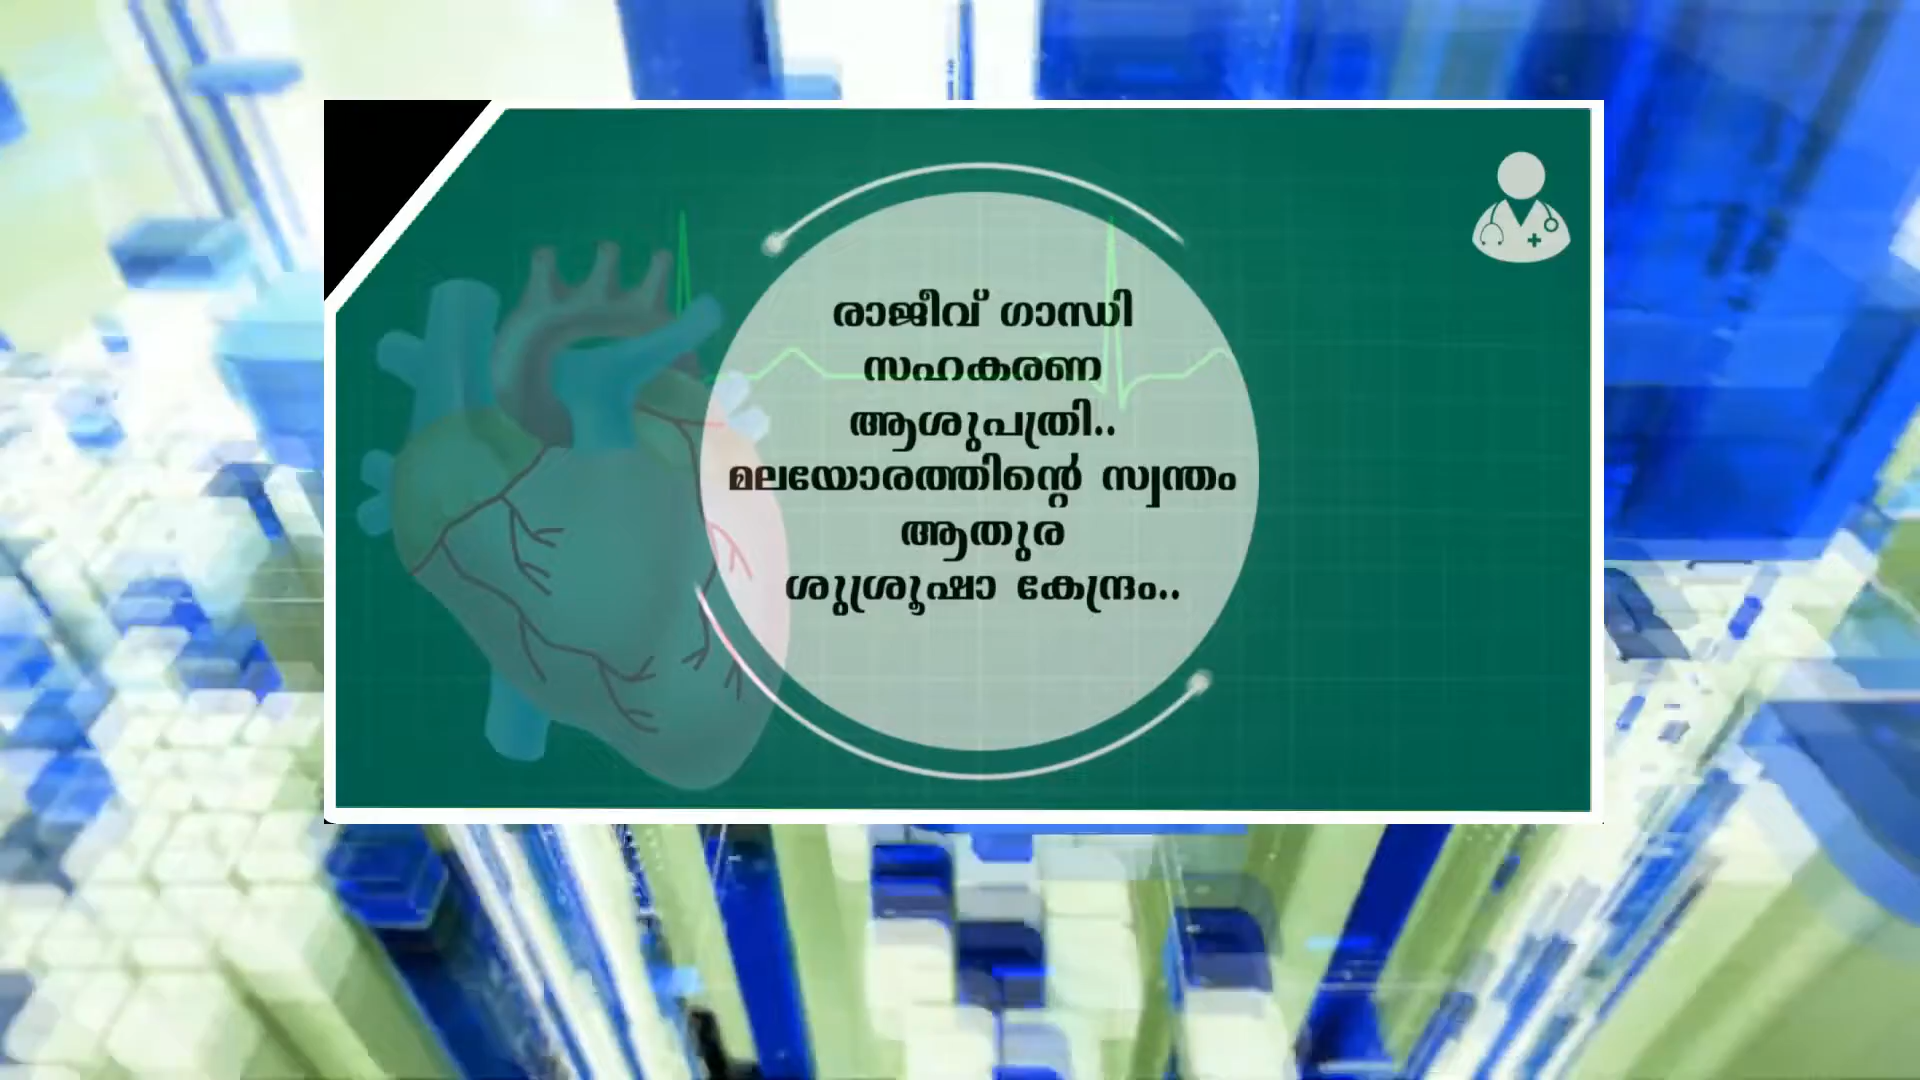 രാജീവ് ഗാന്ധി
സഹകരണ
ആശുപത്രി..
മലയോരത്തിന്റെ സ്വന്തം
ആതുര
ശുശ്രൂഷാ കേന്ദ്രം..